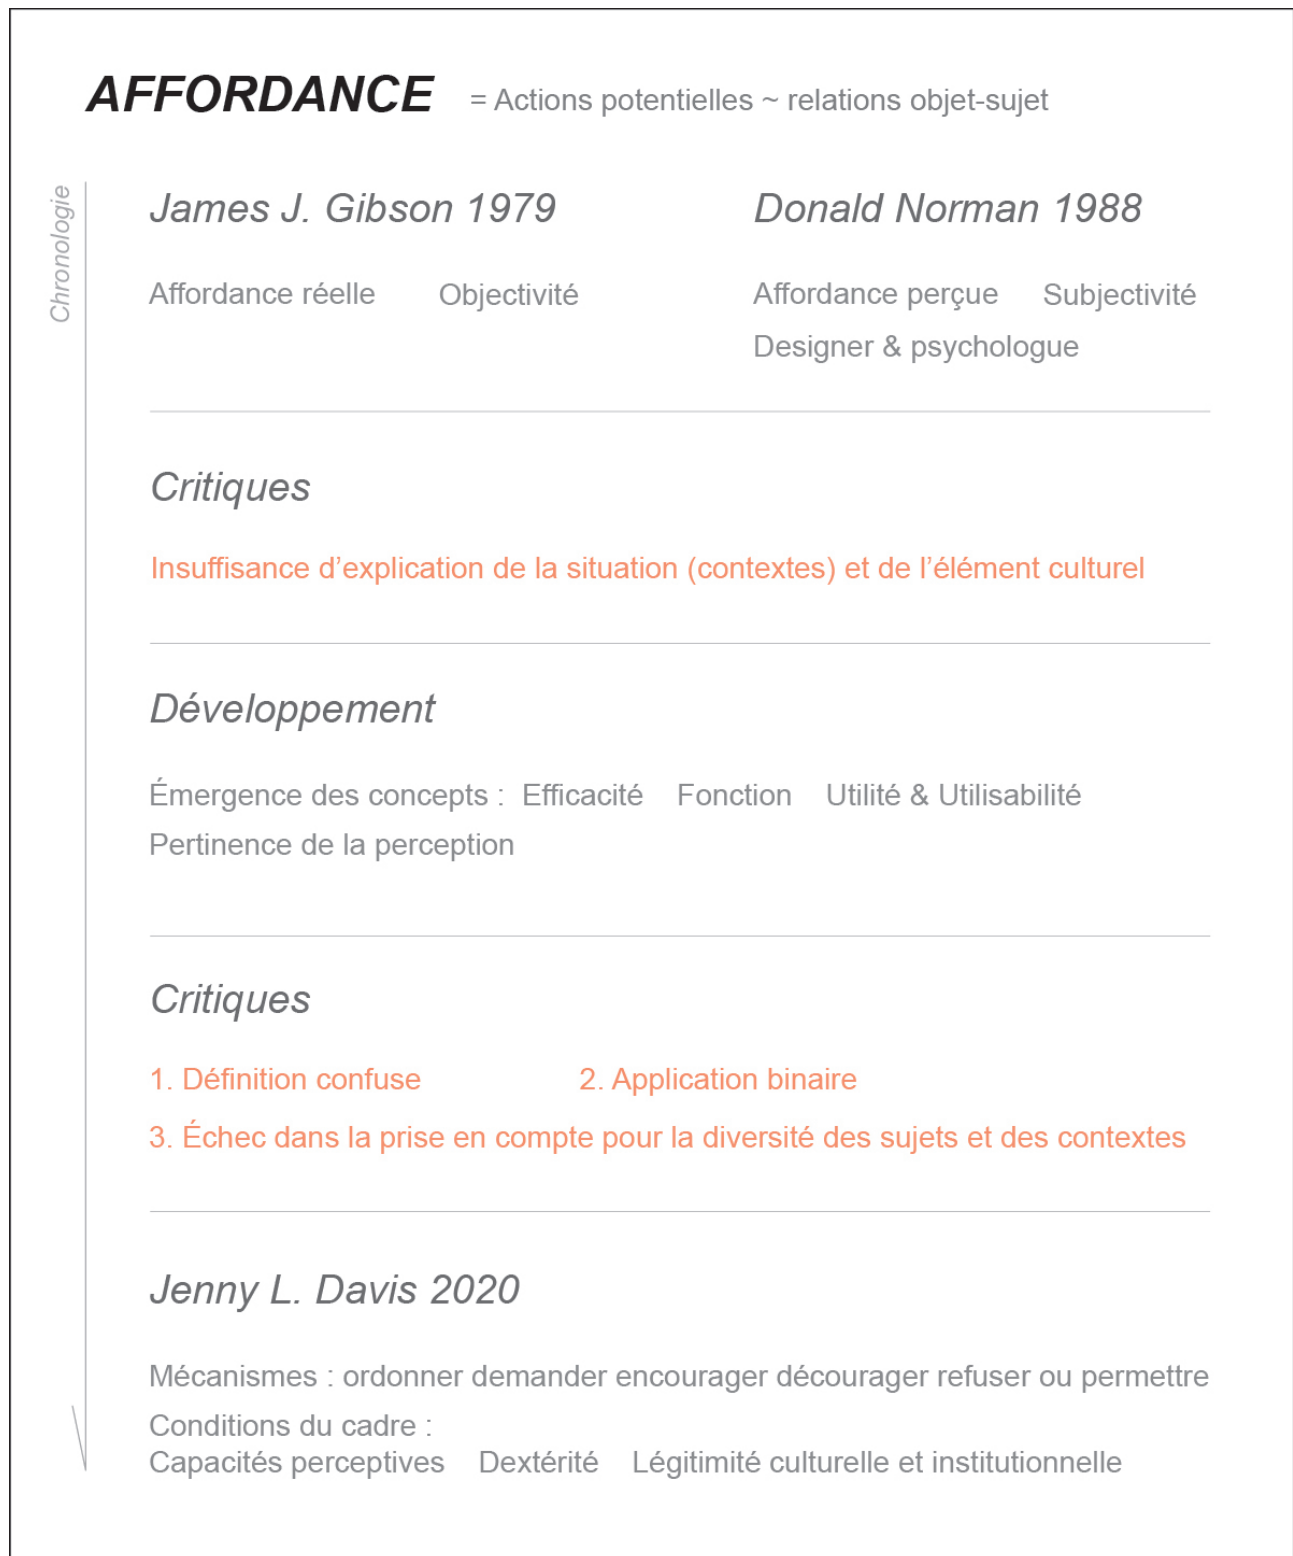 AFFORDANCE = Actions potentielles ~ relations objet-sujet
Chronologie
James J. Gibson 1979
Affordance réelle Objectivité
Donald Norman 1988
Affordance perçue Subjectivité
Designer & psychologue
Critiques
Insuffisance d’explication de la situation (contextes) et de l’élément culturel
Développement
Émergence des concepts : Efficacité Fonction Utilité & Utilisabilité
Pertinence de la perception
Critiques
1. Définition confuse 2. Application binaire
3. Échec dans la prise en compte pour la diversité des sujets et des contextes
Jenny L. Davis 2020
Mécanismes : ordonner demander encourager décourager refuser ou permettre
Conditions du cadre :
Capacités perceptives Dextérité Légitimité culturelle et institutionnelle